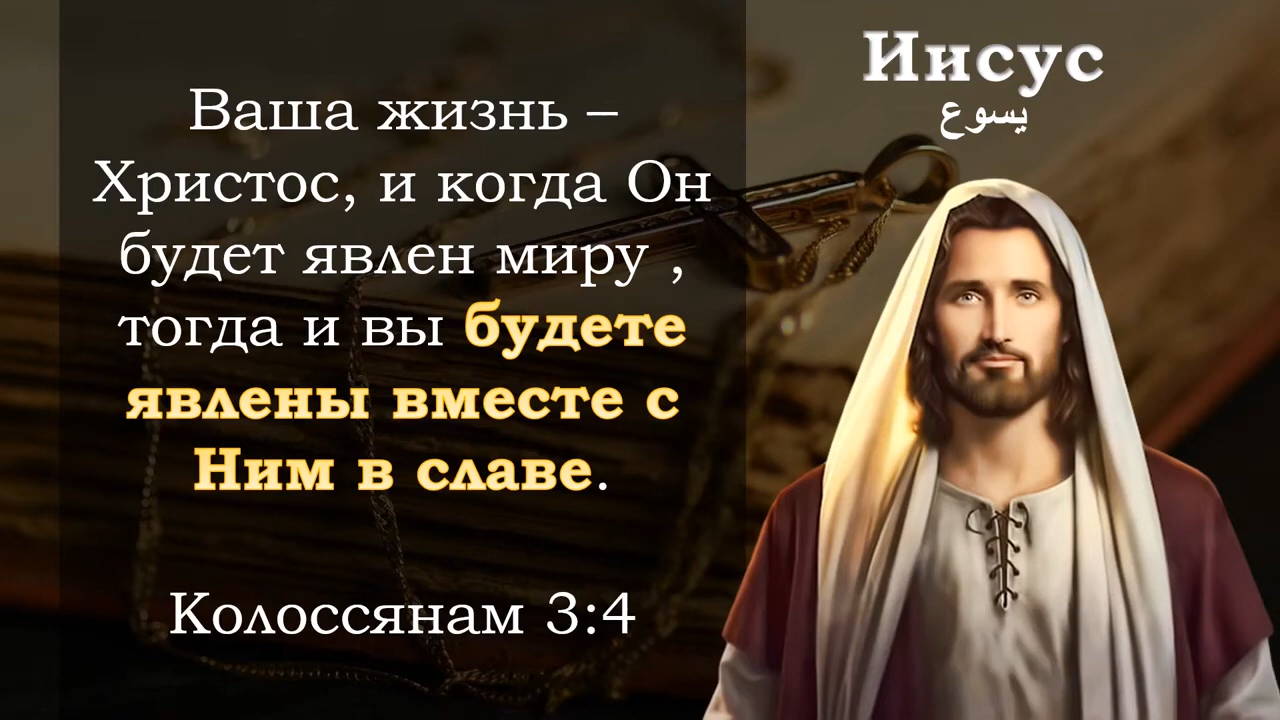 Иисус
يسوع
Ваша жизнь –
Христос, и когда Он
будет явлен миру ,
тогда и вы будете
явлены вместе с
Ним в славе.
Колоссянам 3:4